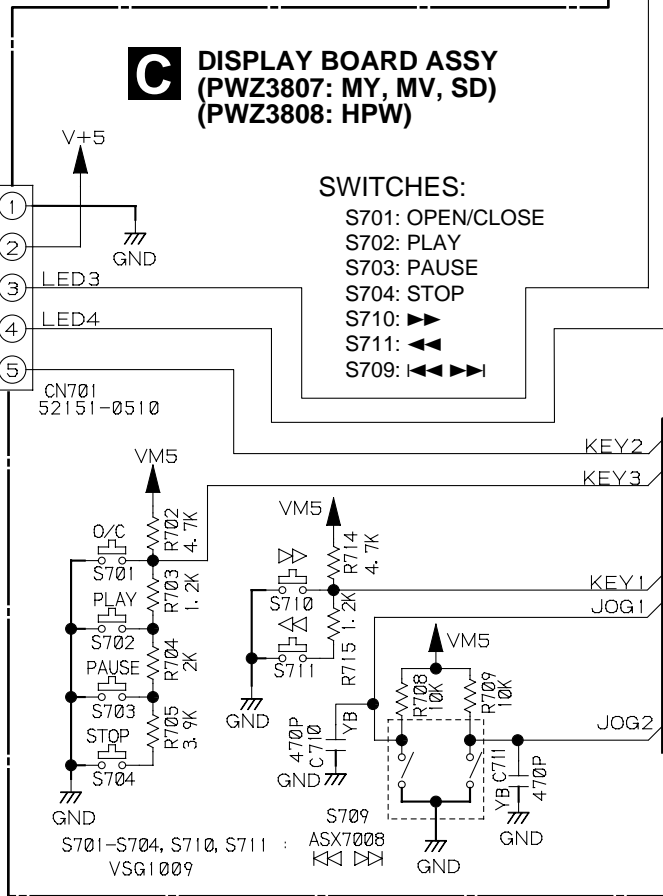 C DISPLAY BOARD ASSY
(PWZ3807: MY, MV, SD)
(PWZ3808: HPW)
V+5
SWITCHES:
S701: OPEN/CLOSE
S702: PLAY
S703: PAUSE
S704: STOP
S710: ►►
S711: ◄◄
S709: |◄◄ ►►|
1
GND
2
3 LED3
4 LED4
5
CN701
52151-0510
KEY2
KEY3
VM5
R702
4.7K
O/C
S701
R703
1.2K
PLAY
S702
R704
2K
PAUSE
S703
R705
3.9K
STOP
S704
GND
VM5
R714
4.7K
S710
R715 1.2K
S711
GND
KEY1
JOG1
VM5
R708
10K
R709
10K
JOG2
470P
C710
YB
GND
YB C711
470P
GND
GND
S709
ASX7008
S701-S704, S710, S711 :
VSG1009